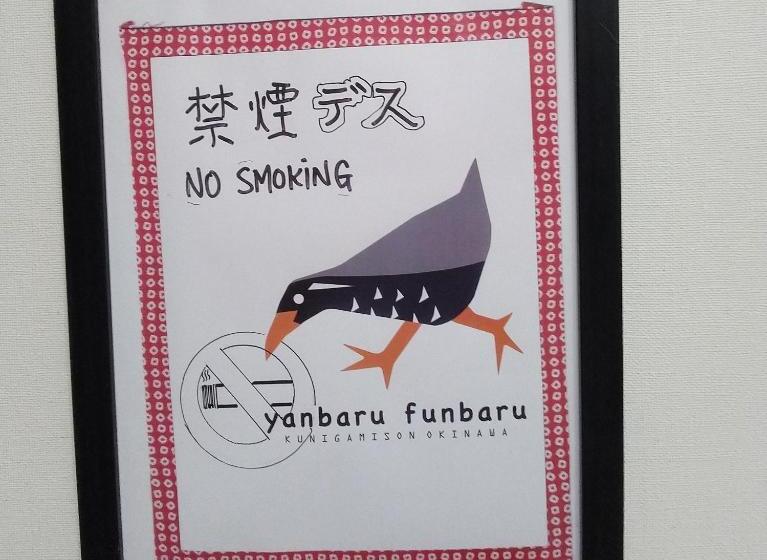 禁煙デス
NO SMOKiNG
yanbaru funbaru
KUNIGAMISON OKINAWA